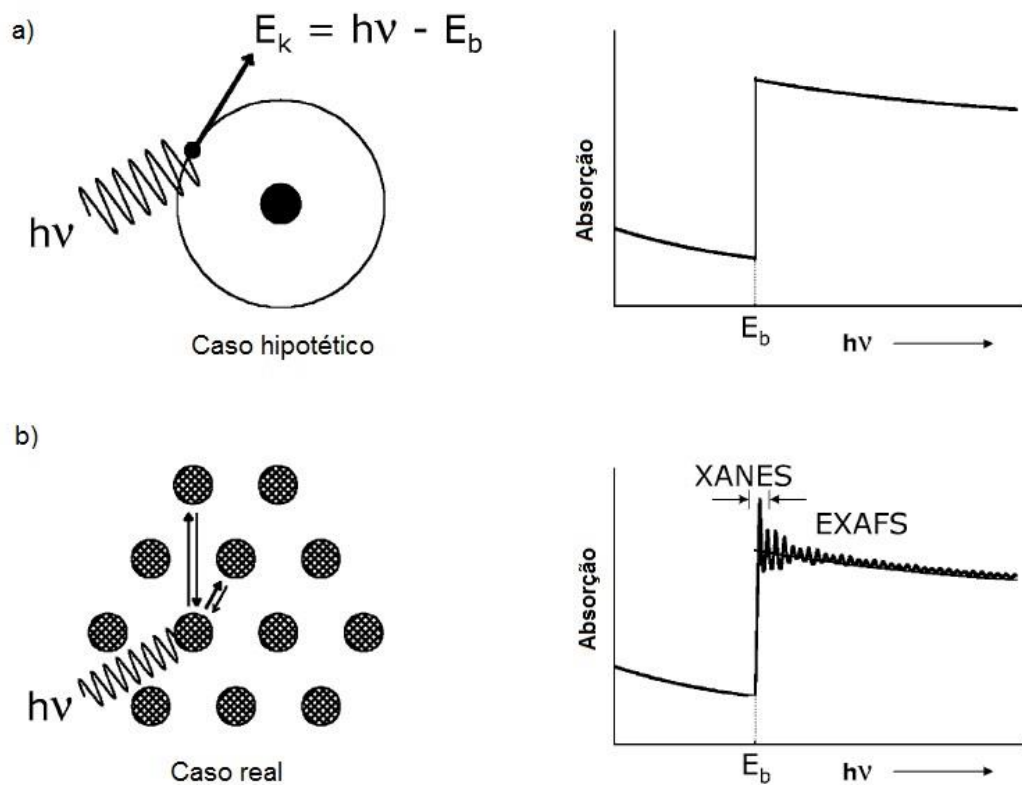 a)
E_k = hν - E_b
hν
Caso hipotético
Absorção
E_b
hν
b)
hν
Caso real
XANES
EXAFS
Absorção
E_b
hν